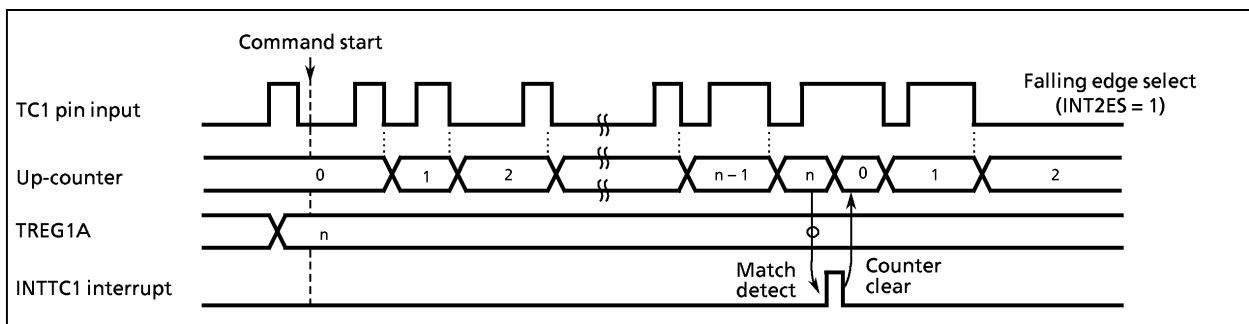 Command start
TC1 pin input
Falling edge select
(INT2ES = 1)
Up-counter
0
1
2
n – 1
n
0
1
2
TREG1A
n
Match
detect
Counter
clear
INTTC1 interrupt